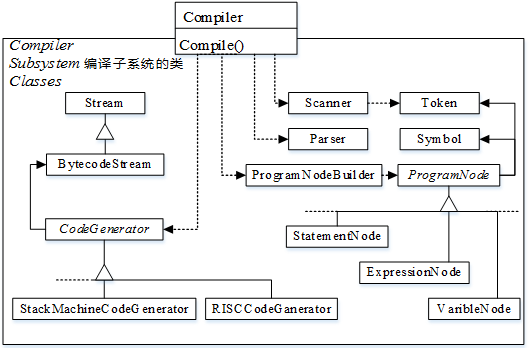 Compiler
Compile()
Compiler
Subsystem 编译子系统的类
Classes
Stream
Scanner
Token
Parser
Symbol
BytecodeStream
ProgramNodeBuilder
ProgramNode
CodeGenerator
StatementNode
ExpressionNode
StackMachineCodeGenerator
RISCCodeGanerator
VaribleNode